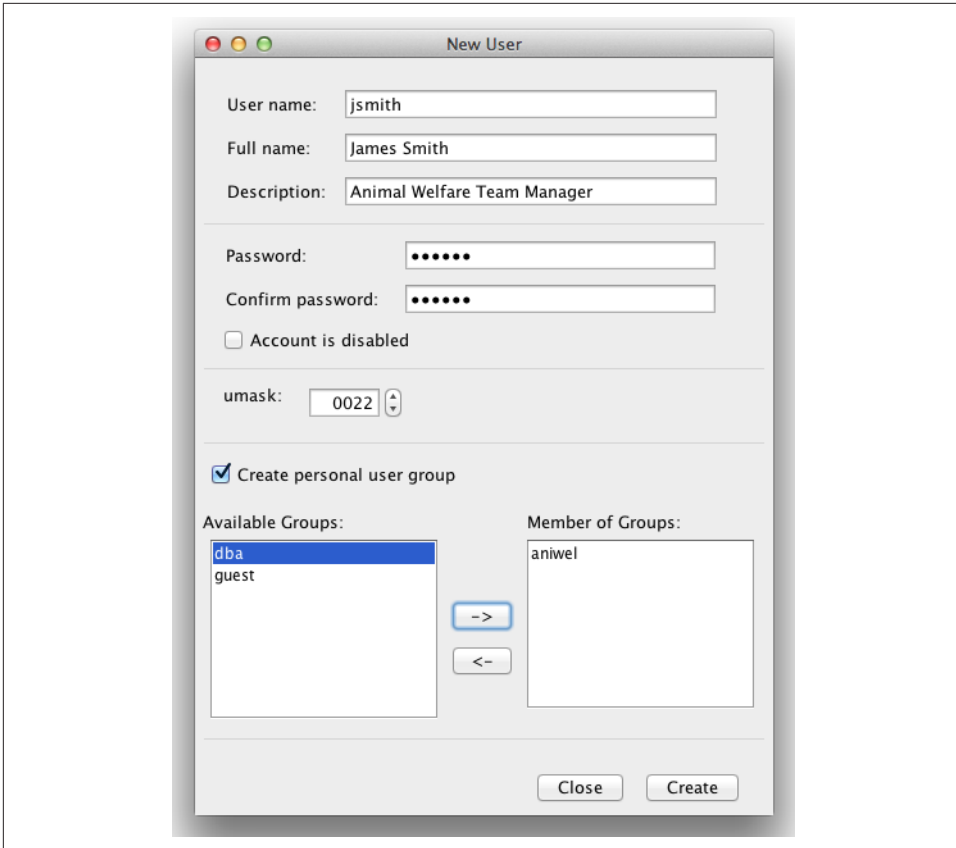 New User
User name: jsmith
Full name: James Smith
Description: Animal Welfare Team Manager
Password: ••••••
Confirm password: ••••••
Account is disabled
umask: 0022
Create personal user group
Available Groups:
dba
guest
->
<-
Member of Groups:
aniwel
Close Create